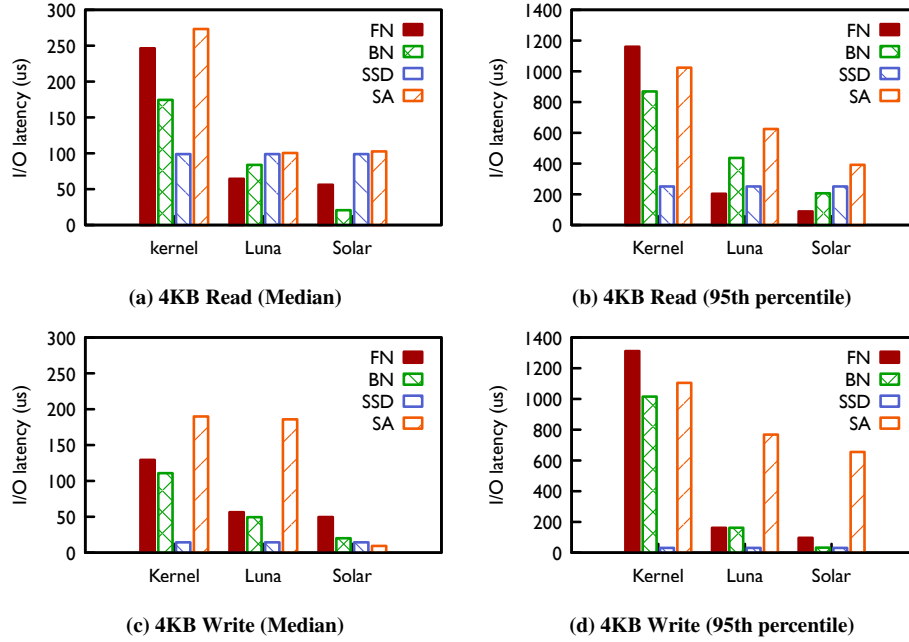 300
250
200
150
100
50
0
I/O latency (us)
kernel Luna Solar
FN
BN
SSD
SA
(a) 4KB Read (Median)
1400
1200
1000
800
600
400
200
0
I/O latency (us)
Kernel Luna Solar
FN
BN
SSD
SA
(b) 4KB Read (95th percentile)
300
250
200
150
100
50
0
I/O latency (us)
Kernel Luna Solar
FN
BN
SSD
SA
(c) 4KB Write (Median)
1400
1200
1000
800
600
400
200
0
I/O latency (us)
Kernel Luna Solar
FN
BN
SSD
SA
(d) 4KB Write (95th percentile)